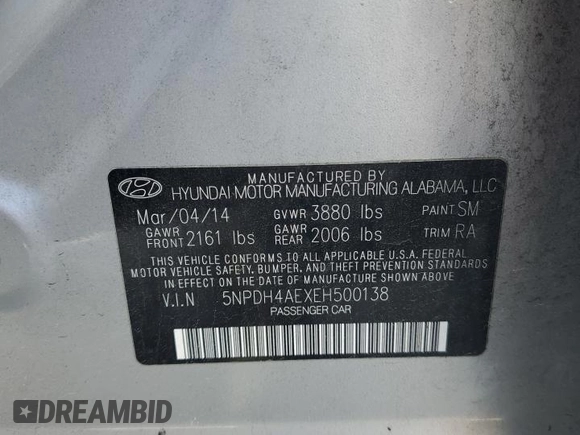 MANUFACTURED BY
HYUNDAI MOTOR MANUFACTURING ALABAMA, LLC
Mar/04/14 GVWR 3880 lbs PAINT SM
GAWR FRONT 2161 lbs GAWR REAR 2006 lbs TRIM RA
THIS VEHICLE CONFORMS TO ALL APPLICABLE U.S.A. FEDERAL
MOTOR VEHICLE SAFETY, BUMPER, AND THEFT PREVENTION
STANDARDS IN EFFECT ON THE DATE OF MANUFACTURE SHOWN ABOVE.
V.I.N 5NPDH4AEXEH500138
PASSENGER CAR
DREAMBID